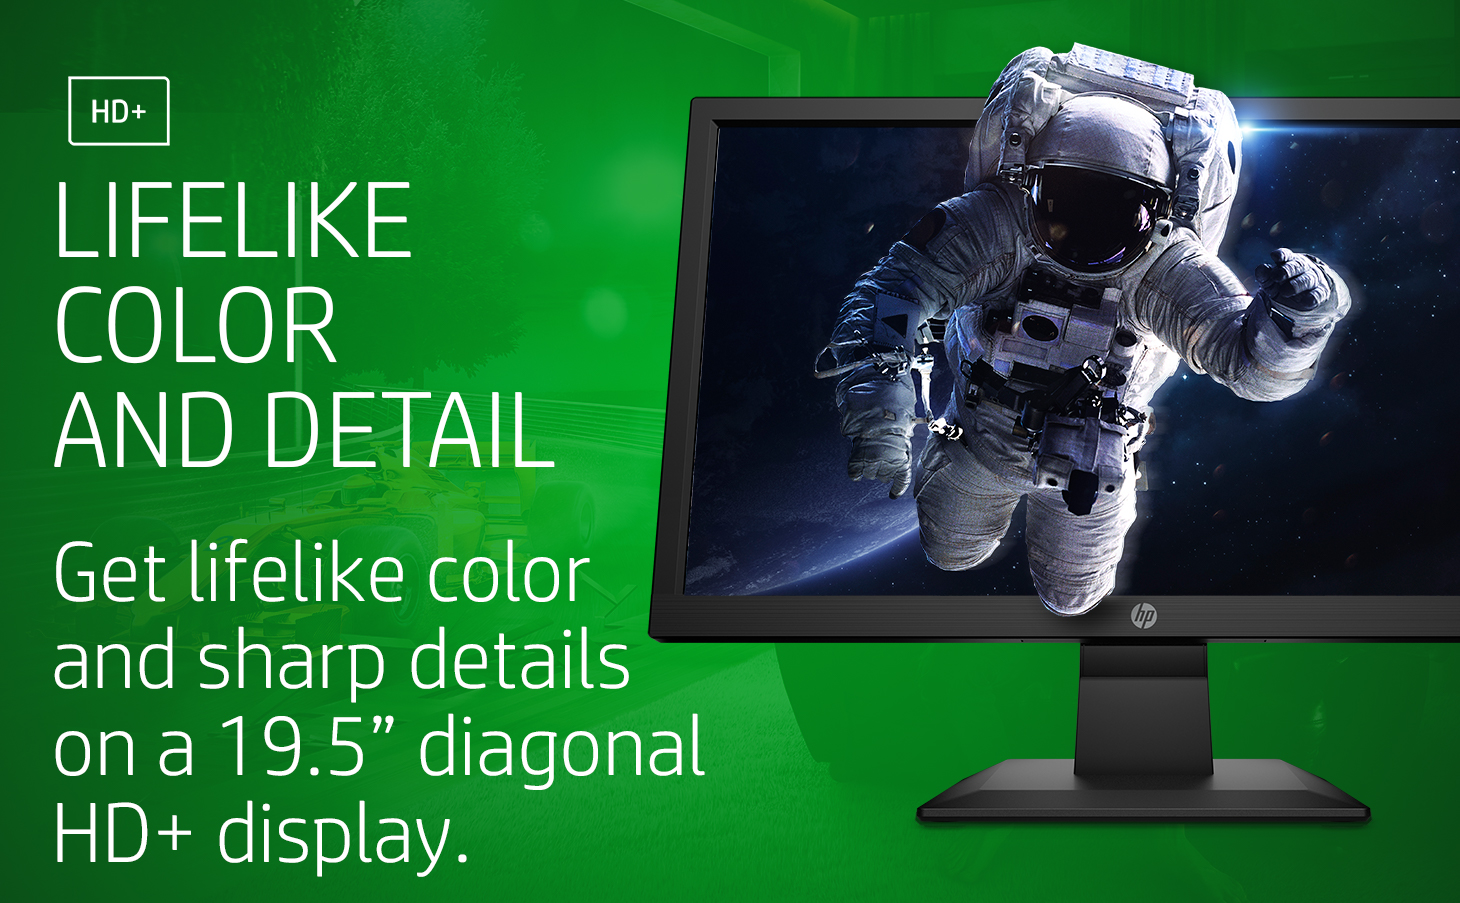 HD+
LIFELIKE
COLOR
AND DETAIL
Get lifelike color
and sharp details
on a 19.5” diagonal
HD+ display.
hp